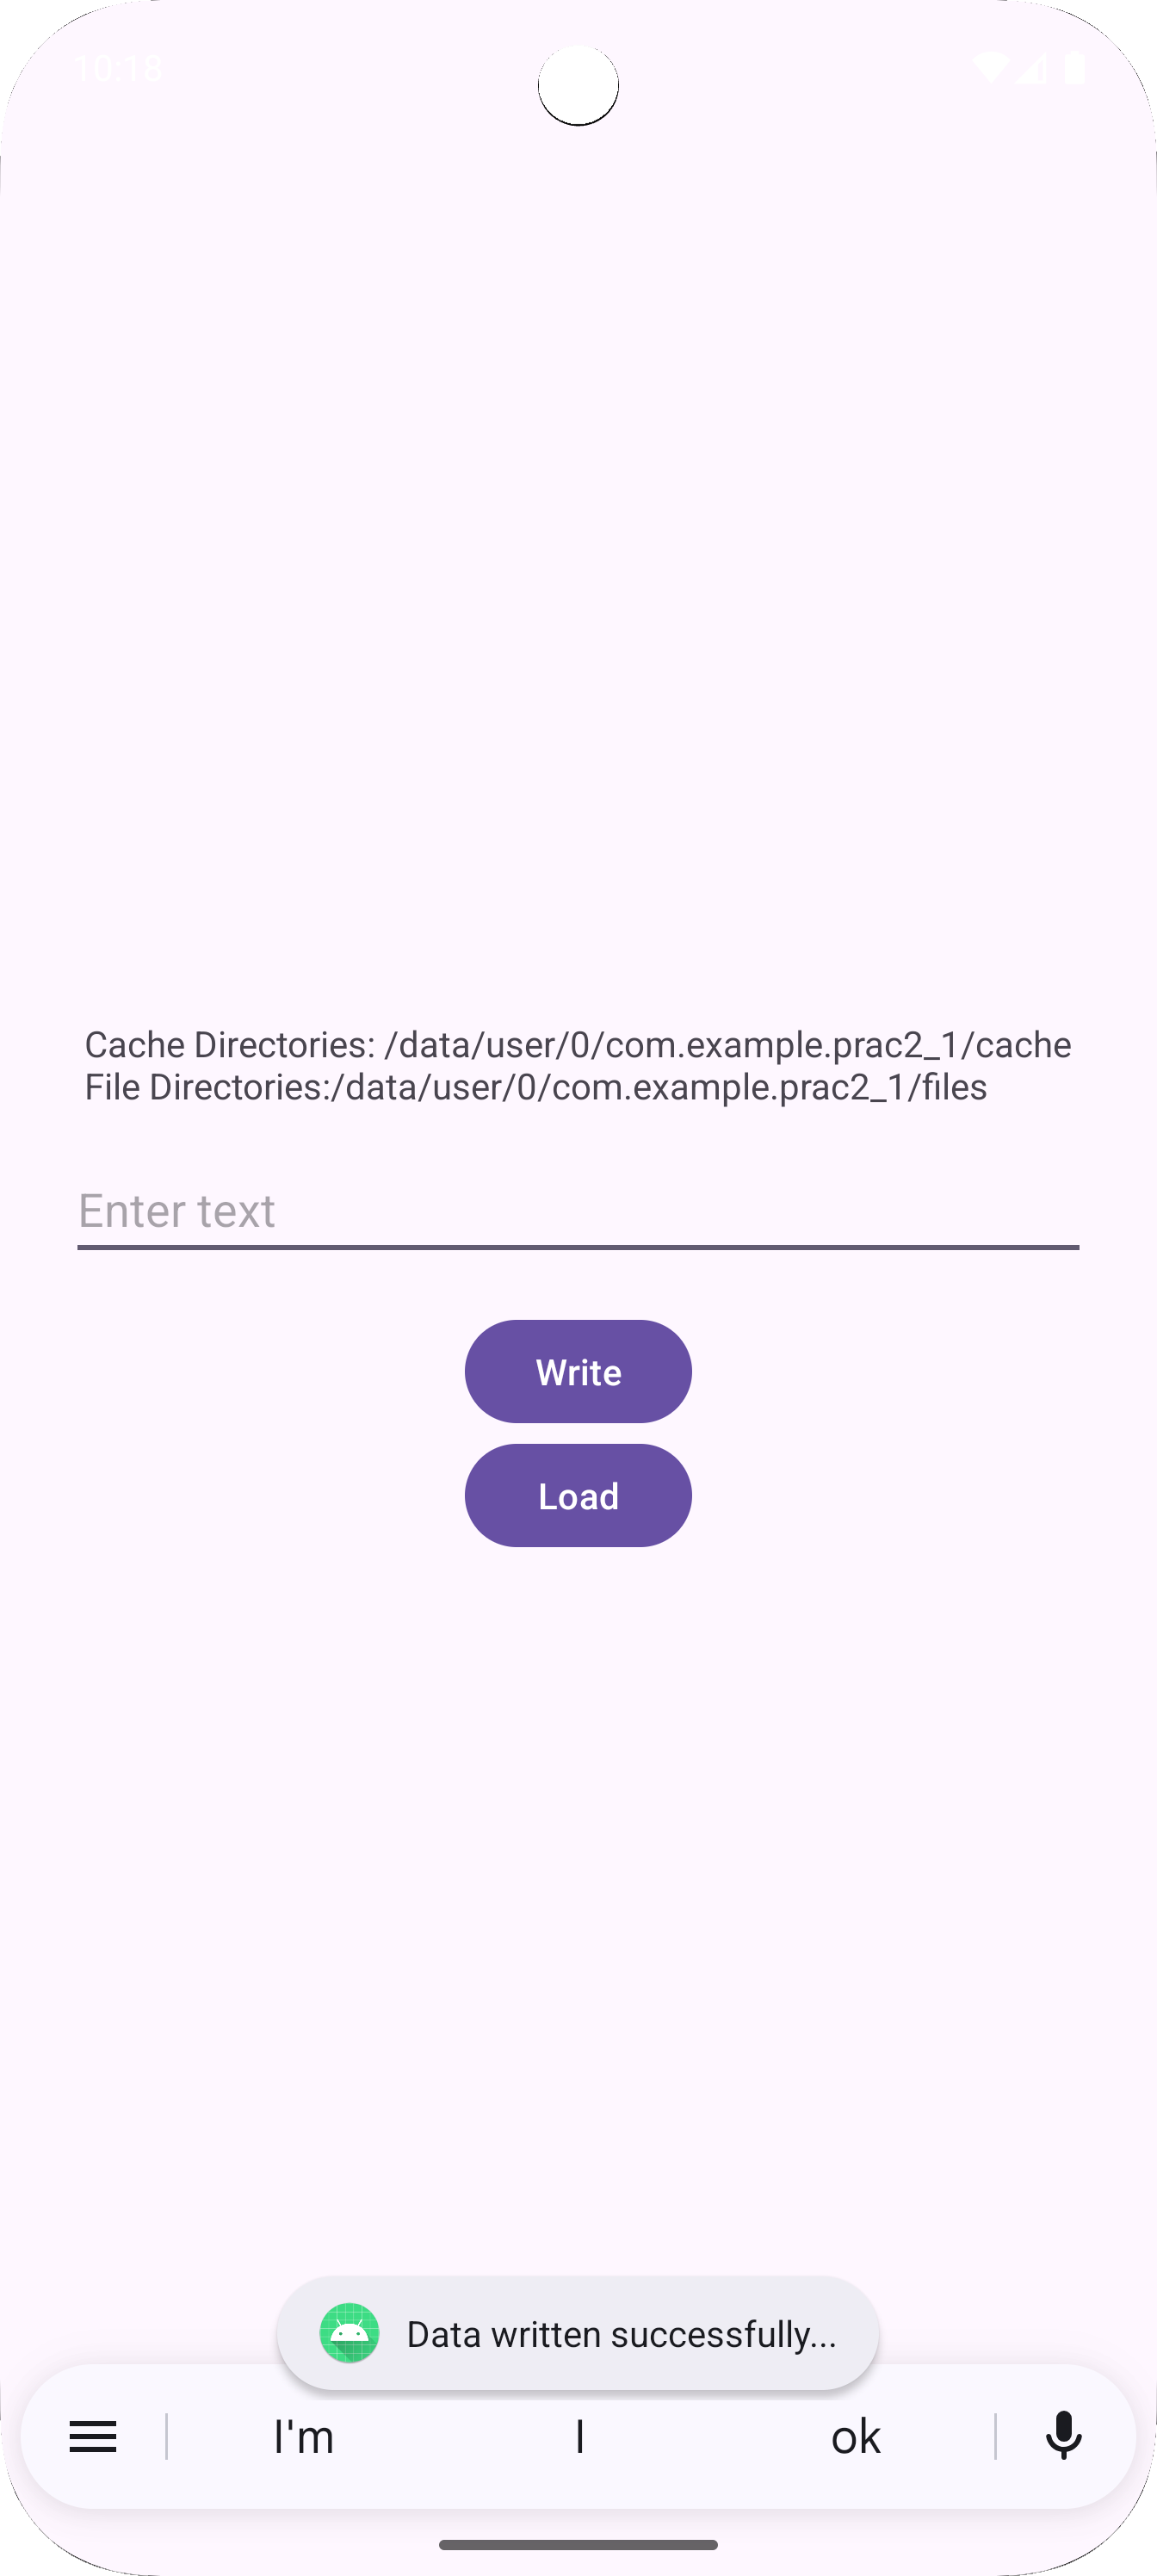 10:18
Cache Directories: /data/user/0/com.example.prac2_1/cache
File Directories:/data/user/0/com.example.prac2_1/files
Enter text
Write
Load
Data written successfully...
I'm I ok